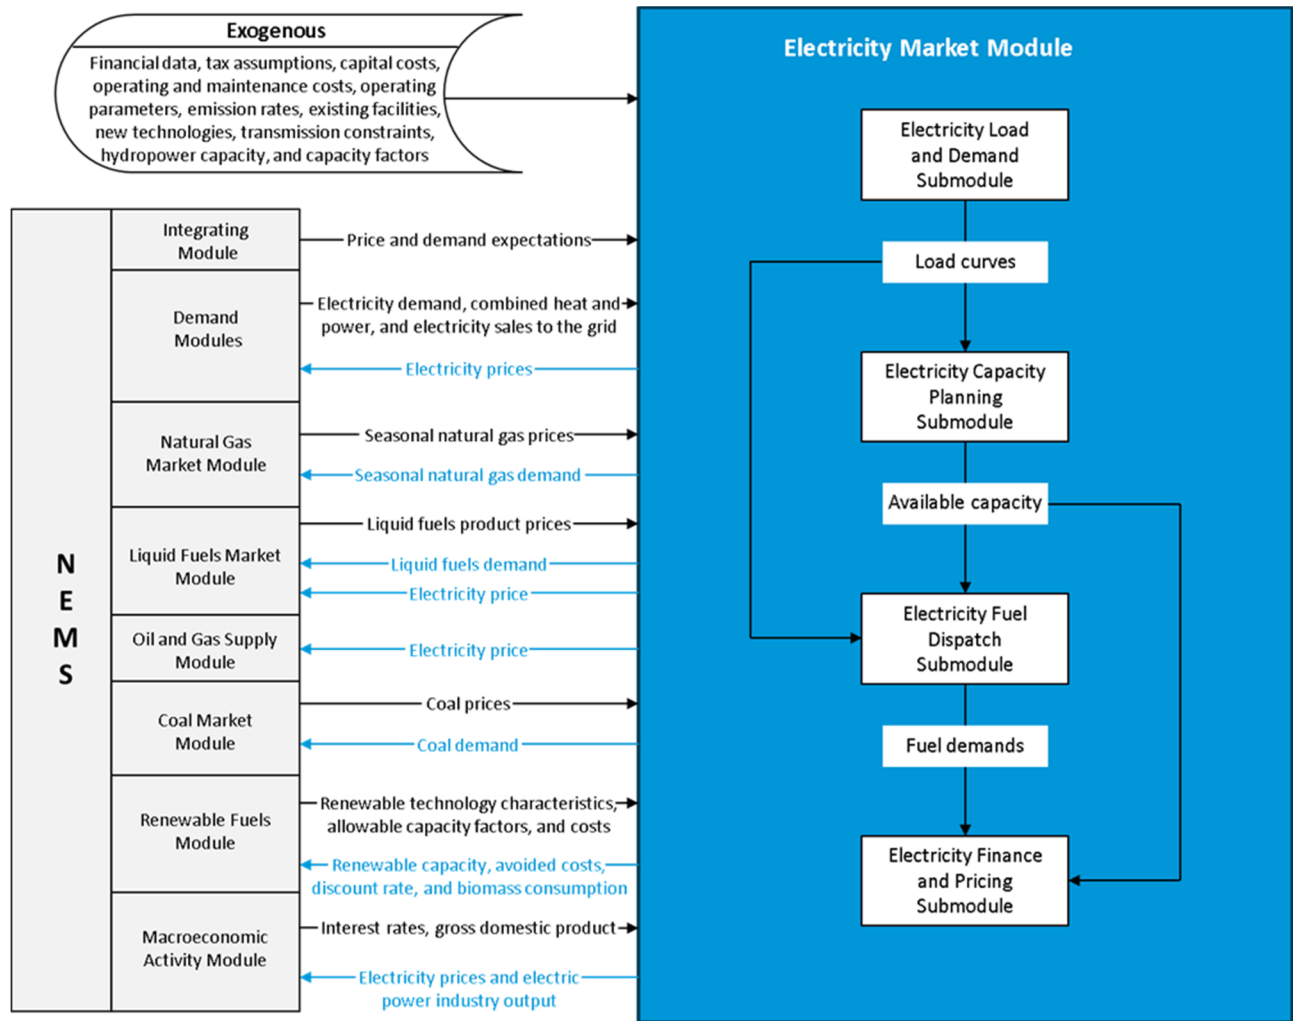 Exogenous
Financial data, tax assumptions, capital costs,
operating and maintenance costs, operating
parameters, emission rates, existing facilities,
new technologies, transmission constraints,
hydropower capacity, and capacity factors
N
E
M
S
Integrating
Module
Price and demand expectations
Demand
Modules
Electricity demand, combined heat and
power, and electricity sales to the grid
Electricity prices
Natural Gas
Market Module
Seasonal natural gas prices
Seasonal natural gas demand
Liquid Fuels Market
Module
Liquid fuels product prices
Liquid fuels demand
Electricity price
Oil and Gas Supply
Module
Electricity price
Coal Market
Module
Coal prices
Coal demand
Renewable Fuels
Module
Renewable technology characteristics,
allowable capacity factors, and costs
Renewable capacity, avoided costs,
discount rate, and biomass consumption
Macroeconomic
Activity Module
Interest rates, gross domestic product
Electricity prices and electric
power industry output
Electricity Market Module
Electricity Load
and Demand
Submodule
Load curves
Electricity Capacity
Planning
Submodule
Available capacity
Electricity Fuel
Dispatch
Submodule
Fuel demands
Electricity Finance
and Pricing
Submodule